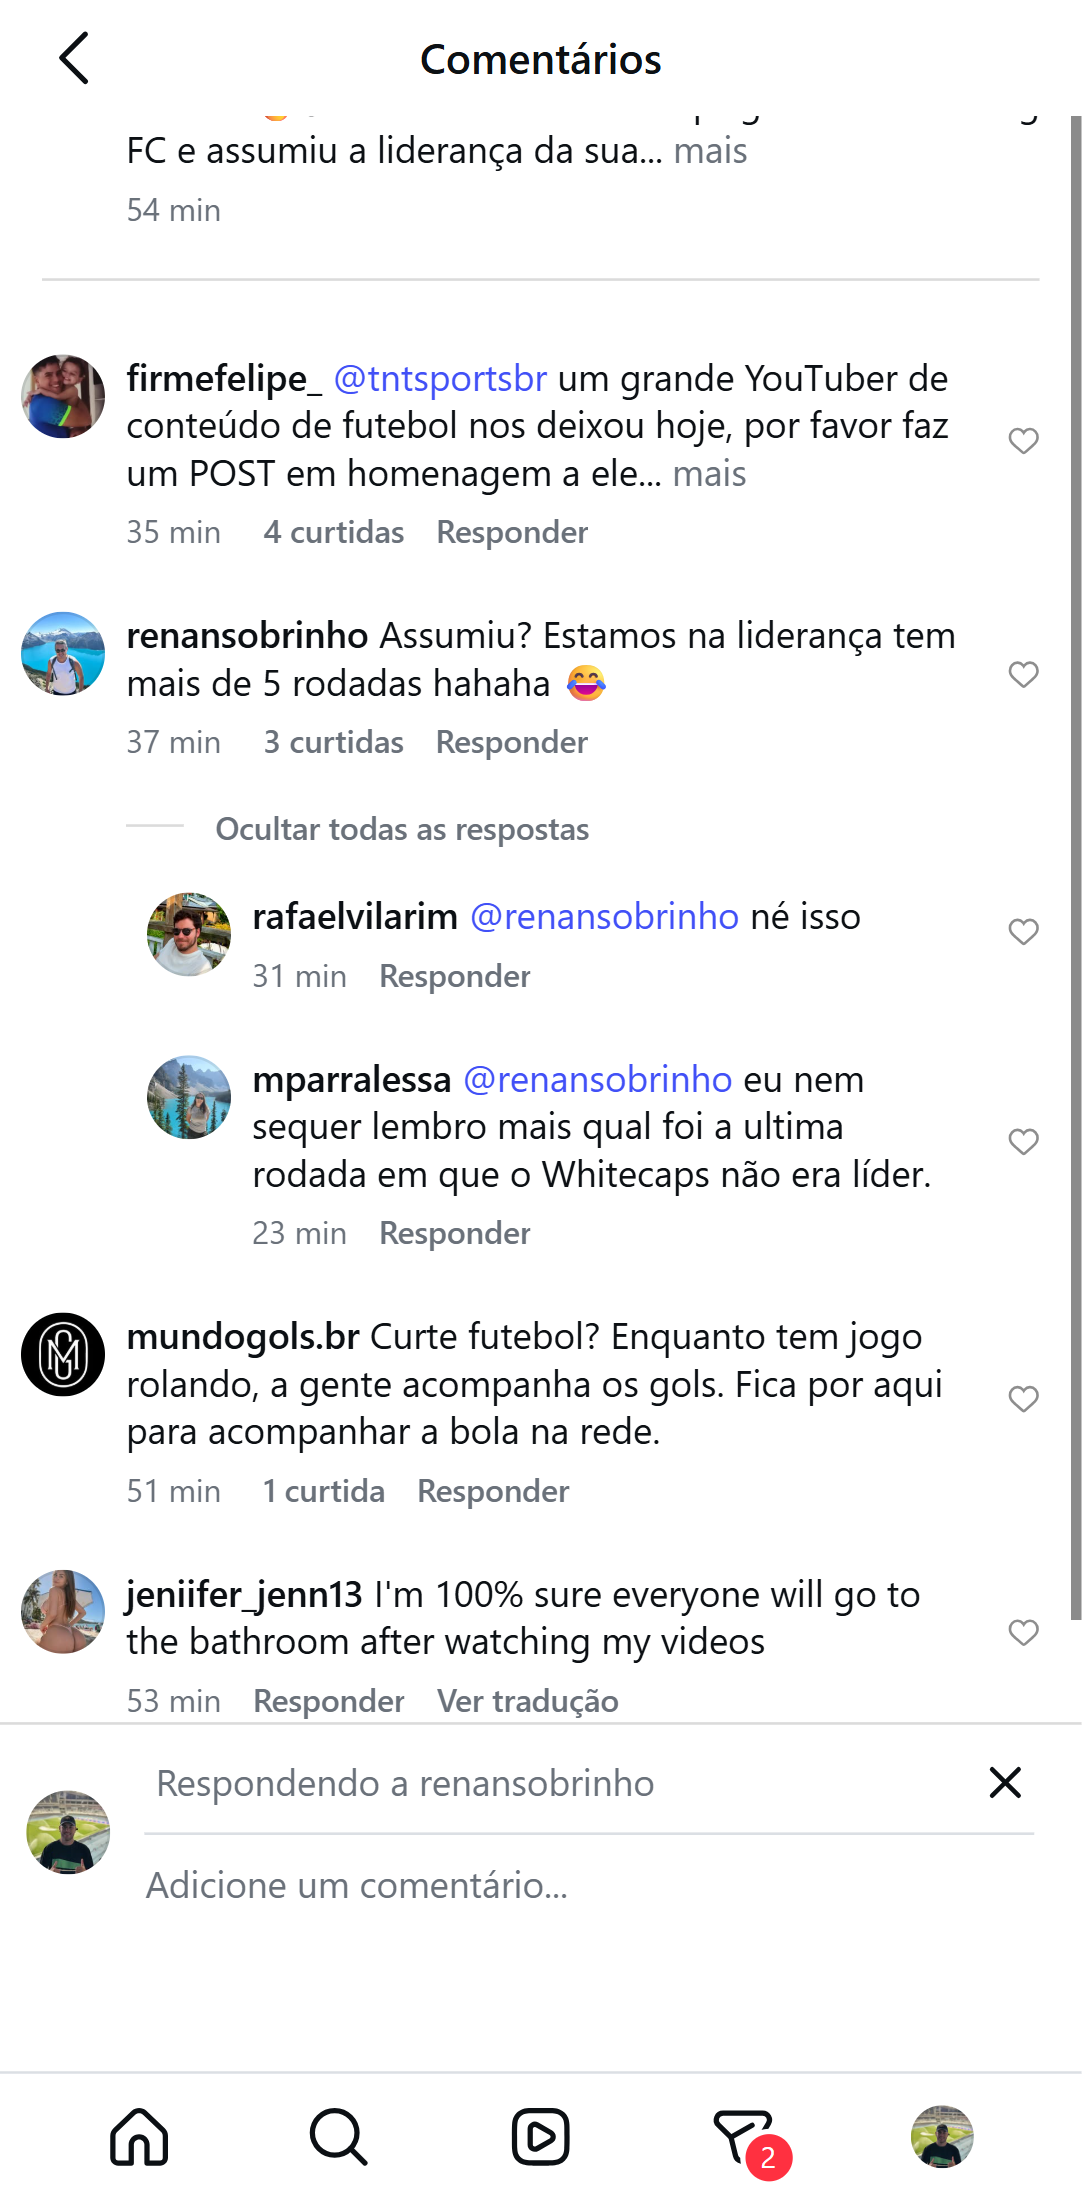 Comentários
FC e assumiu a liderança da sua... mais
54 min
firmefelipe_ @tntsportsbr um grande YouTuber de
conteúdo de futebol nos deixou hoje, por favor faz
um POST em homenagem a ele... mais
35 min 4 curtidas Responder
renansobrinho Assumiu? Estamos na liderança tem
mais de 5 rodadas hahaha 😂
37 min 3 curtidas Responder
Ocultar todas as respostas
rafaelvilarim @renansobrinho né isso
31 min Responder
mparralessa @renansobrinho eu nem
sequer lembro mais qual foi a ultima
rodada em que o Whitecaps não era líder.
23 min Responder
mundogols.br Curte futebol? Enquanto tem jogo
rolando, a gente acompanha os gols. Fica por aqui
para acompanhar a bola na rede.
51 min 1 curtida Responder
jeniifer_jenn13 I'm 100% sure everyone will go to
the bathroom after watching my videos
53 min Responder Ver tradução
Respondendo a renansobrinho
Adicione um comentário...
2